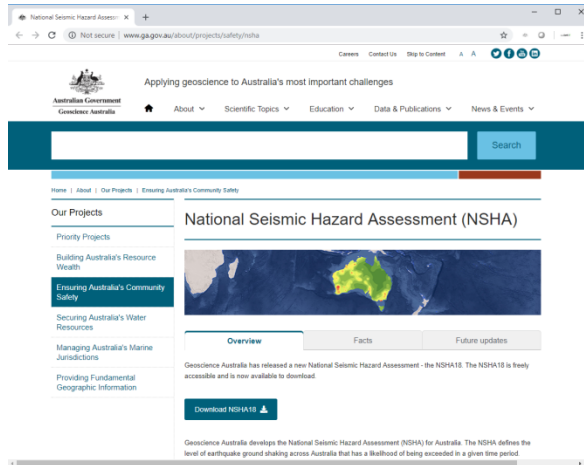 National Seismic Hazard Assessm
Not secure | www.ga.gov.au/about/projects/safety/nsha
Careers Contact Us Skip to Content A A
Applying geoscience to Australia's most important challenges
Australian Government
Geoscience Australia
About Scientific Topics Education Data & Publications News & Events
Search
Home | About | Our Projects | Ensuring Australia's Community Safety
Our Projects
Priority Projects
Building Australia's Resource
Wealth
Ensuring Australia's Community
Safety
Securing Australia's Water
Resources
Managing Australia's Marine
Jurisdictions
Providing Fundamental
Geographic Information
National Seismic Hazard Assessment (NSHA)
Overview Facts Future updates
Geoscience Australia has released a new National Seismic Hazard Assessment - the NSHA18. The NSHA18 is freely
accessible and is now available to download.
Download NSHA18
Geoscience Australia develops the National Seismic Hazard Assessment (NSHA) for Australia. The NSHA defines the
level of earthquake ground shaking across Australia that has a likelihood of being exceeded in a given time period.